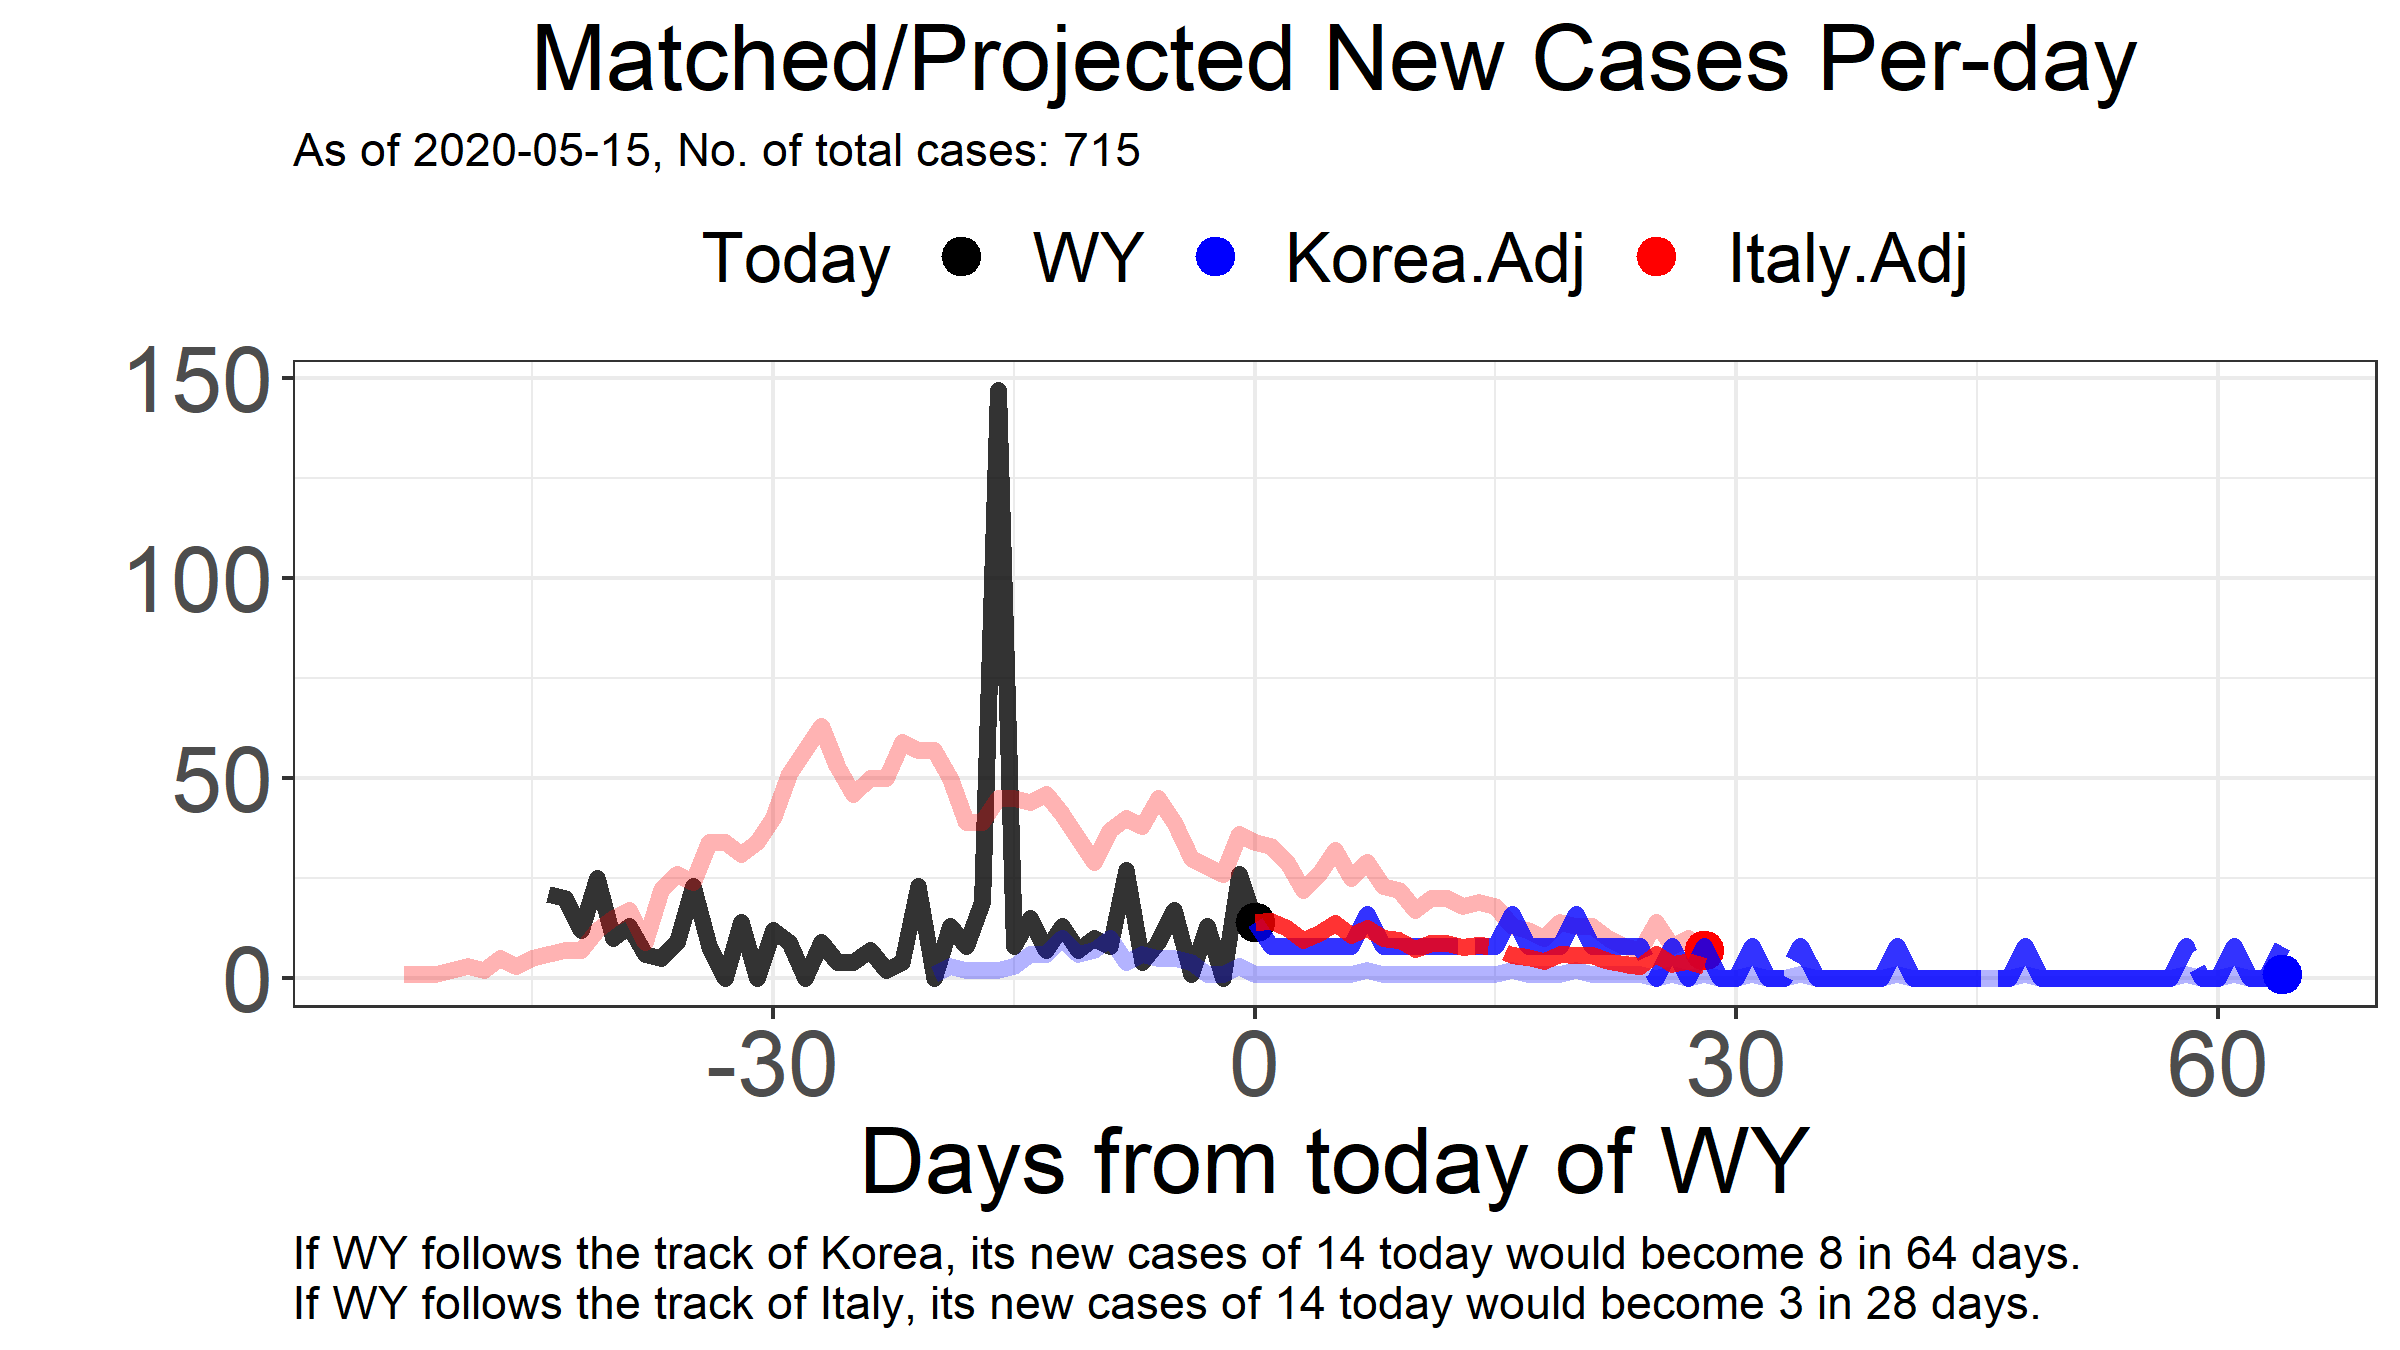 Matched/Projected New Cases Per-day
As of 2020-05-15, No. of total cases: 715
Today WY Korea.Adj Italy.Adj
150
100
50
0
-30 0 30 60
Days from today of WY
If WY follows the track of Korea, its new cases of 14 today would become 8 in 64 days.
If WY follows the track of Italy, its new cases of 14 today would become 3 in 28 days.